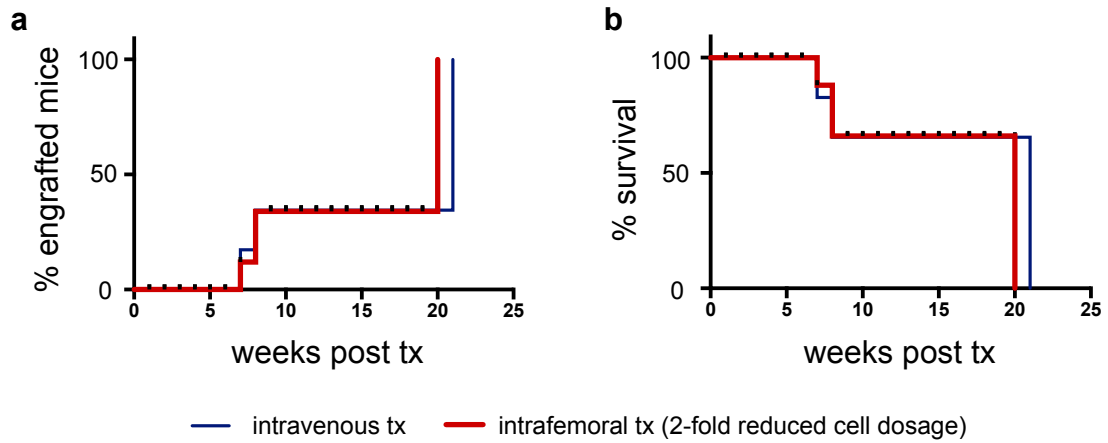 a
% engrafted mice
100
50
0
0 5 10 15 20 25
weeks post tx
b
% survival
100
50
0
0 5 10 15 20 25
weeks post tx
intravenous tx
intrafemoral tx (2-fold reduced cell dosage)